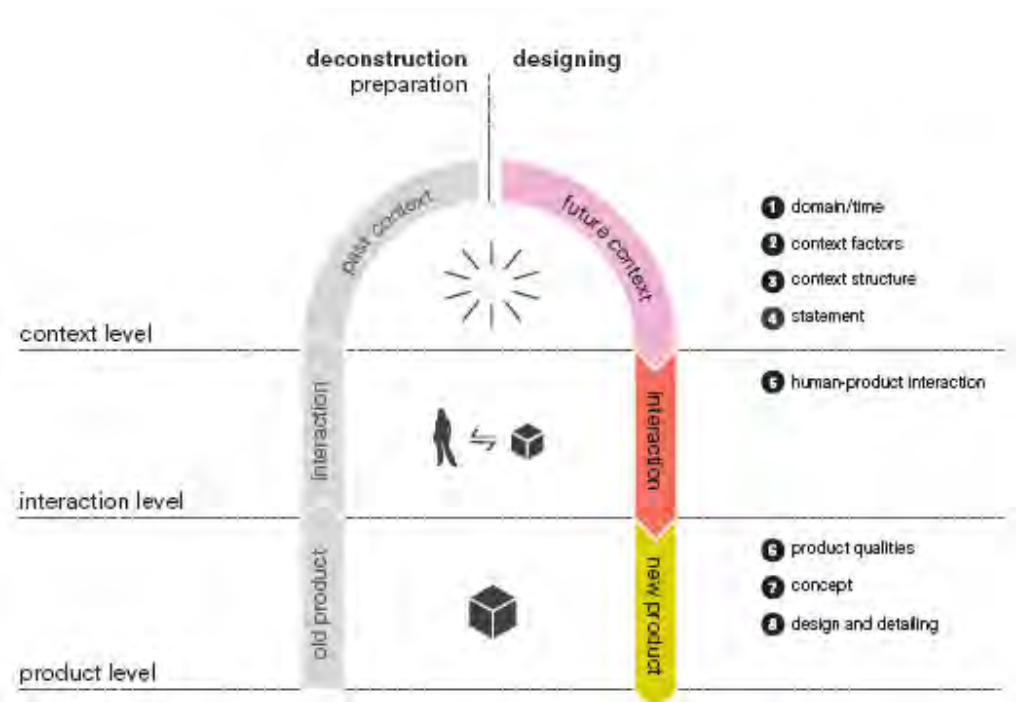 deconstruction
preparation
designing
past context
future context
1 domain/time
2 context factors
3 context structure
4 statement
context level
interaction
interaction
5 human-product interaction
interaction level
old product
new product
6 product qualities
7 concept
8 design and detailing
product level